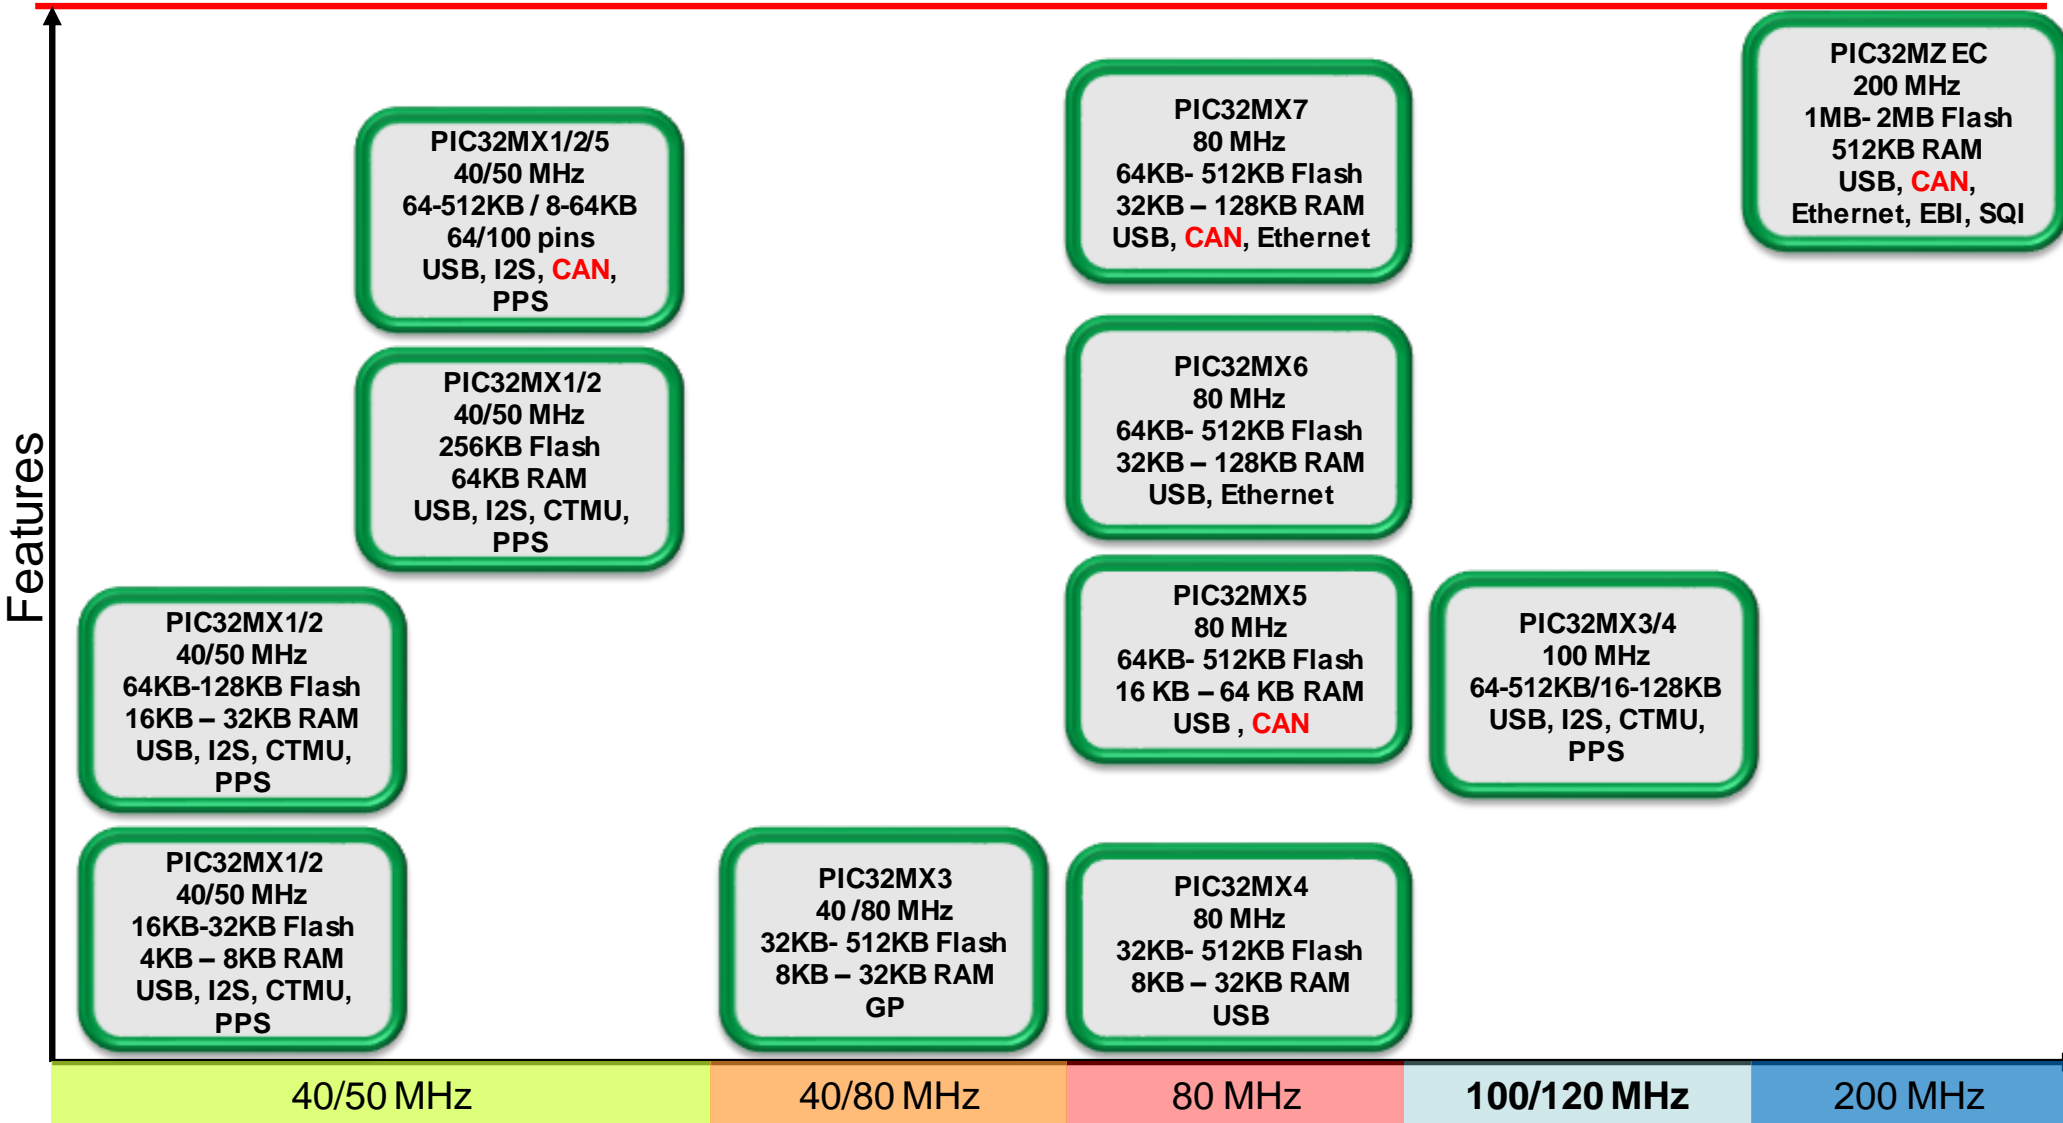 Features
PIC32MX1/2/5
40/50 MHz
64-512KB / 8-64KB
64/100 pins
USB, I2S, CAN,
PPS
PIC32MX1/2
40/50 MHz
256KB Flash
64KB RAM
USB, I2S, CTMU,
PPS
PIC32MX1/2
40/50 MHz
64KB-128KB Flash
16KB – 32KB RAM
USB, I2S, CTMU,
PPS
PIC32MX1/2
40/50 MHz
16KB-32KB Flash
4KB – 8KB RAM
USB, I2S, CTMU,
PPS
PIC32MX3
40 /80 MHz
32KB- 512KB Flash
8KB – 32KB RAM
GP
PIC32MX7
80 MHz
64KB- 512KB Flash
32KB – 128KB RAM
USB, CAN, Ethernet
PIC32MX6
80 MHz
64KB- 512KB Flash
32KB – 128KB RAM
USB, Ethernet
PIC32MX5
80 MHz
64KB- 512KB Flash
16 KB – 64 KB RAM
USB , CAN
PIC32MX4
80 MHz
32KB- 512KB Flash
8KB – 32KB RAM
USB
PIC32MX3/4
100 MHz
64-512KB/16-128KB
USB, I2S, CTMU,
PPS
PIC32MZ EC
200 MHz
1MB- 2MB Flash
512KB RAM
USB, CAN,
Ethernet, EBI, SQI
40/50 MHz
40/80 MHz
80 MHz
100/120 MHz
200 MHz